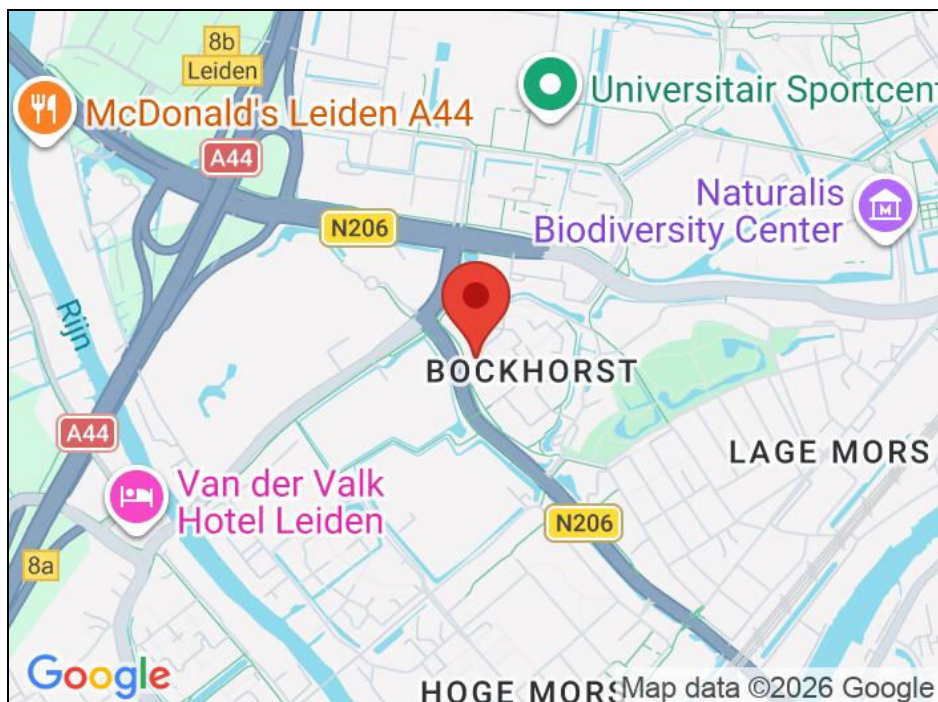 8b
Leiden
McDonald's Leiden A44
Universitair Sportcent
A44
Naturalis
Biodiversity Center
N206
Rijn
BOCKHORST
A44
LAGE MORS
Van der Valk
Hotel Leiden
N206
8a
Google
HOGE MORS
Map data ©2026 Google